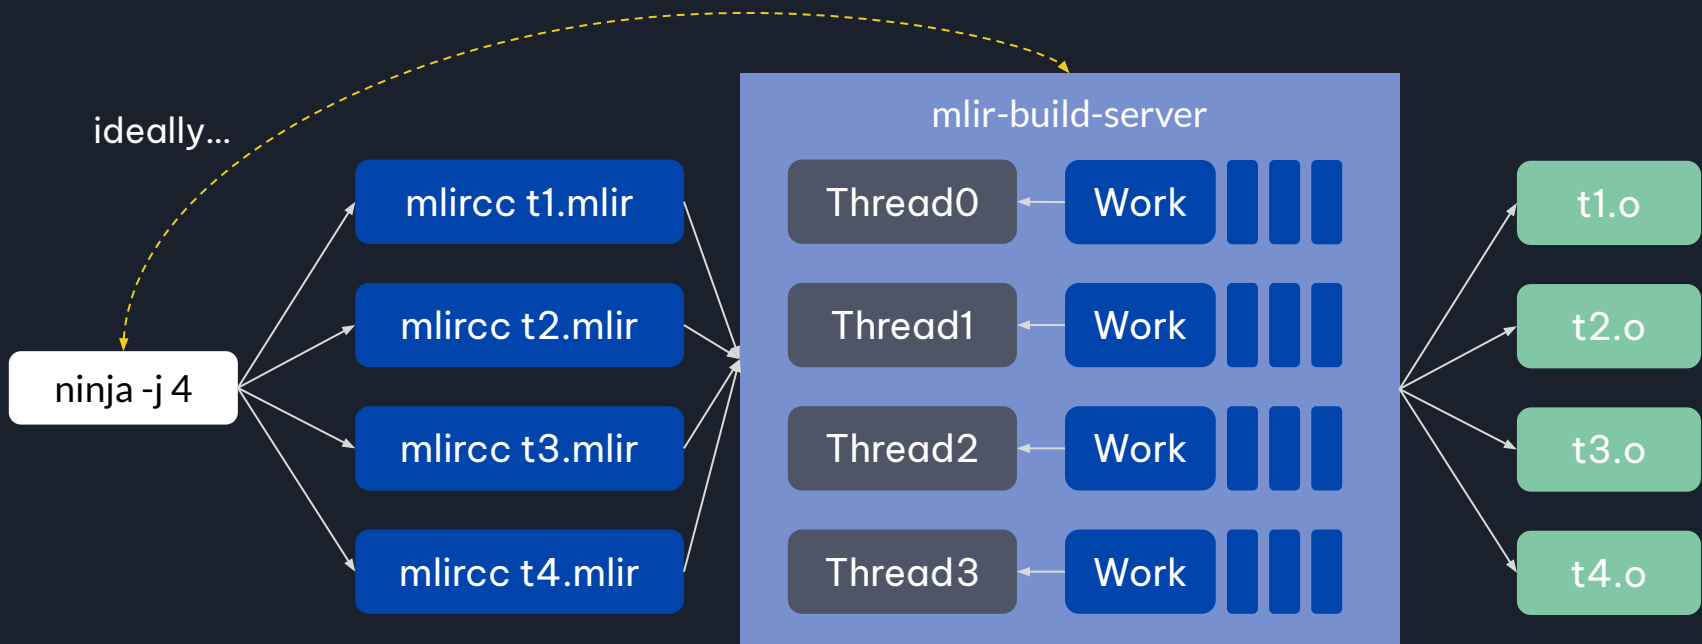 ideally...
mlir-build-server
ninja -j 4
mlircc t1.mlir
mlircc t2.mlir
mlircc t3.mlir
mlircc t4.mlir
Thread0
Work
Thread1
Work
Thread2
Work
Thread3
Work
t1.o
t2.o
t3.o
t4.o